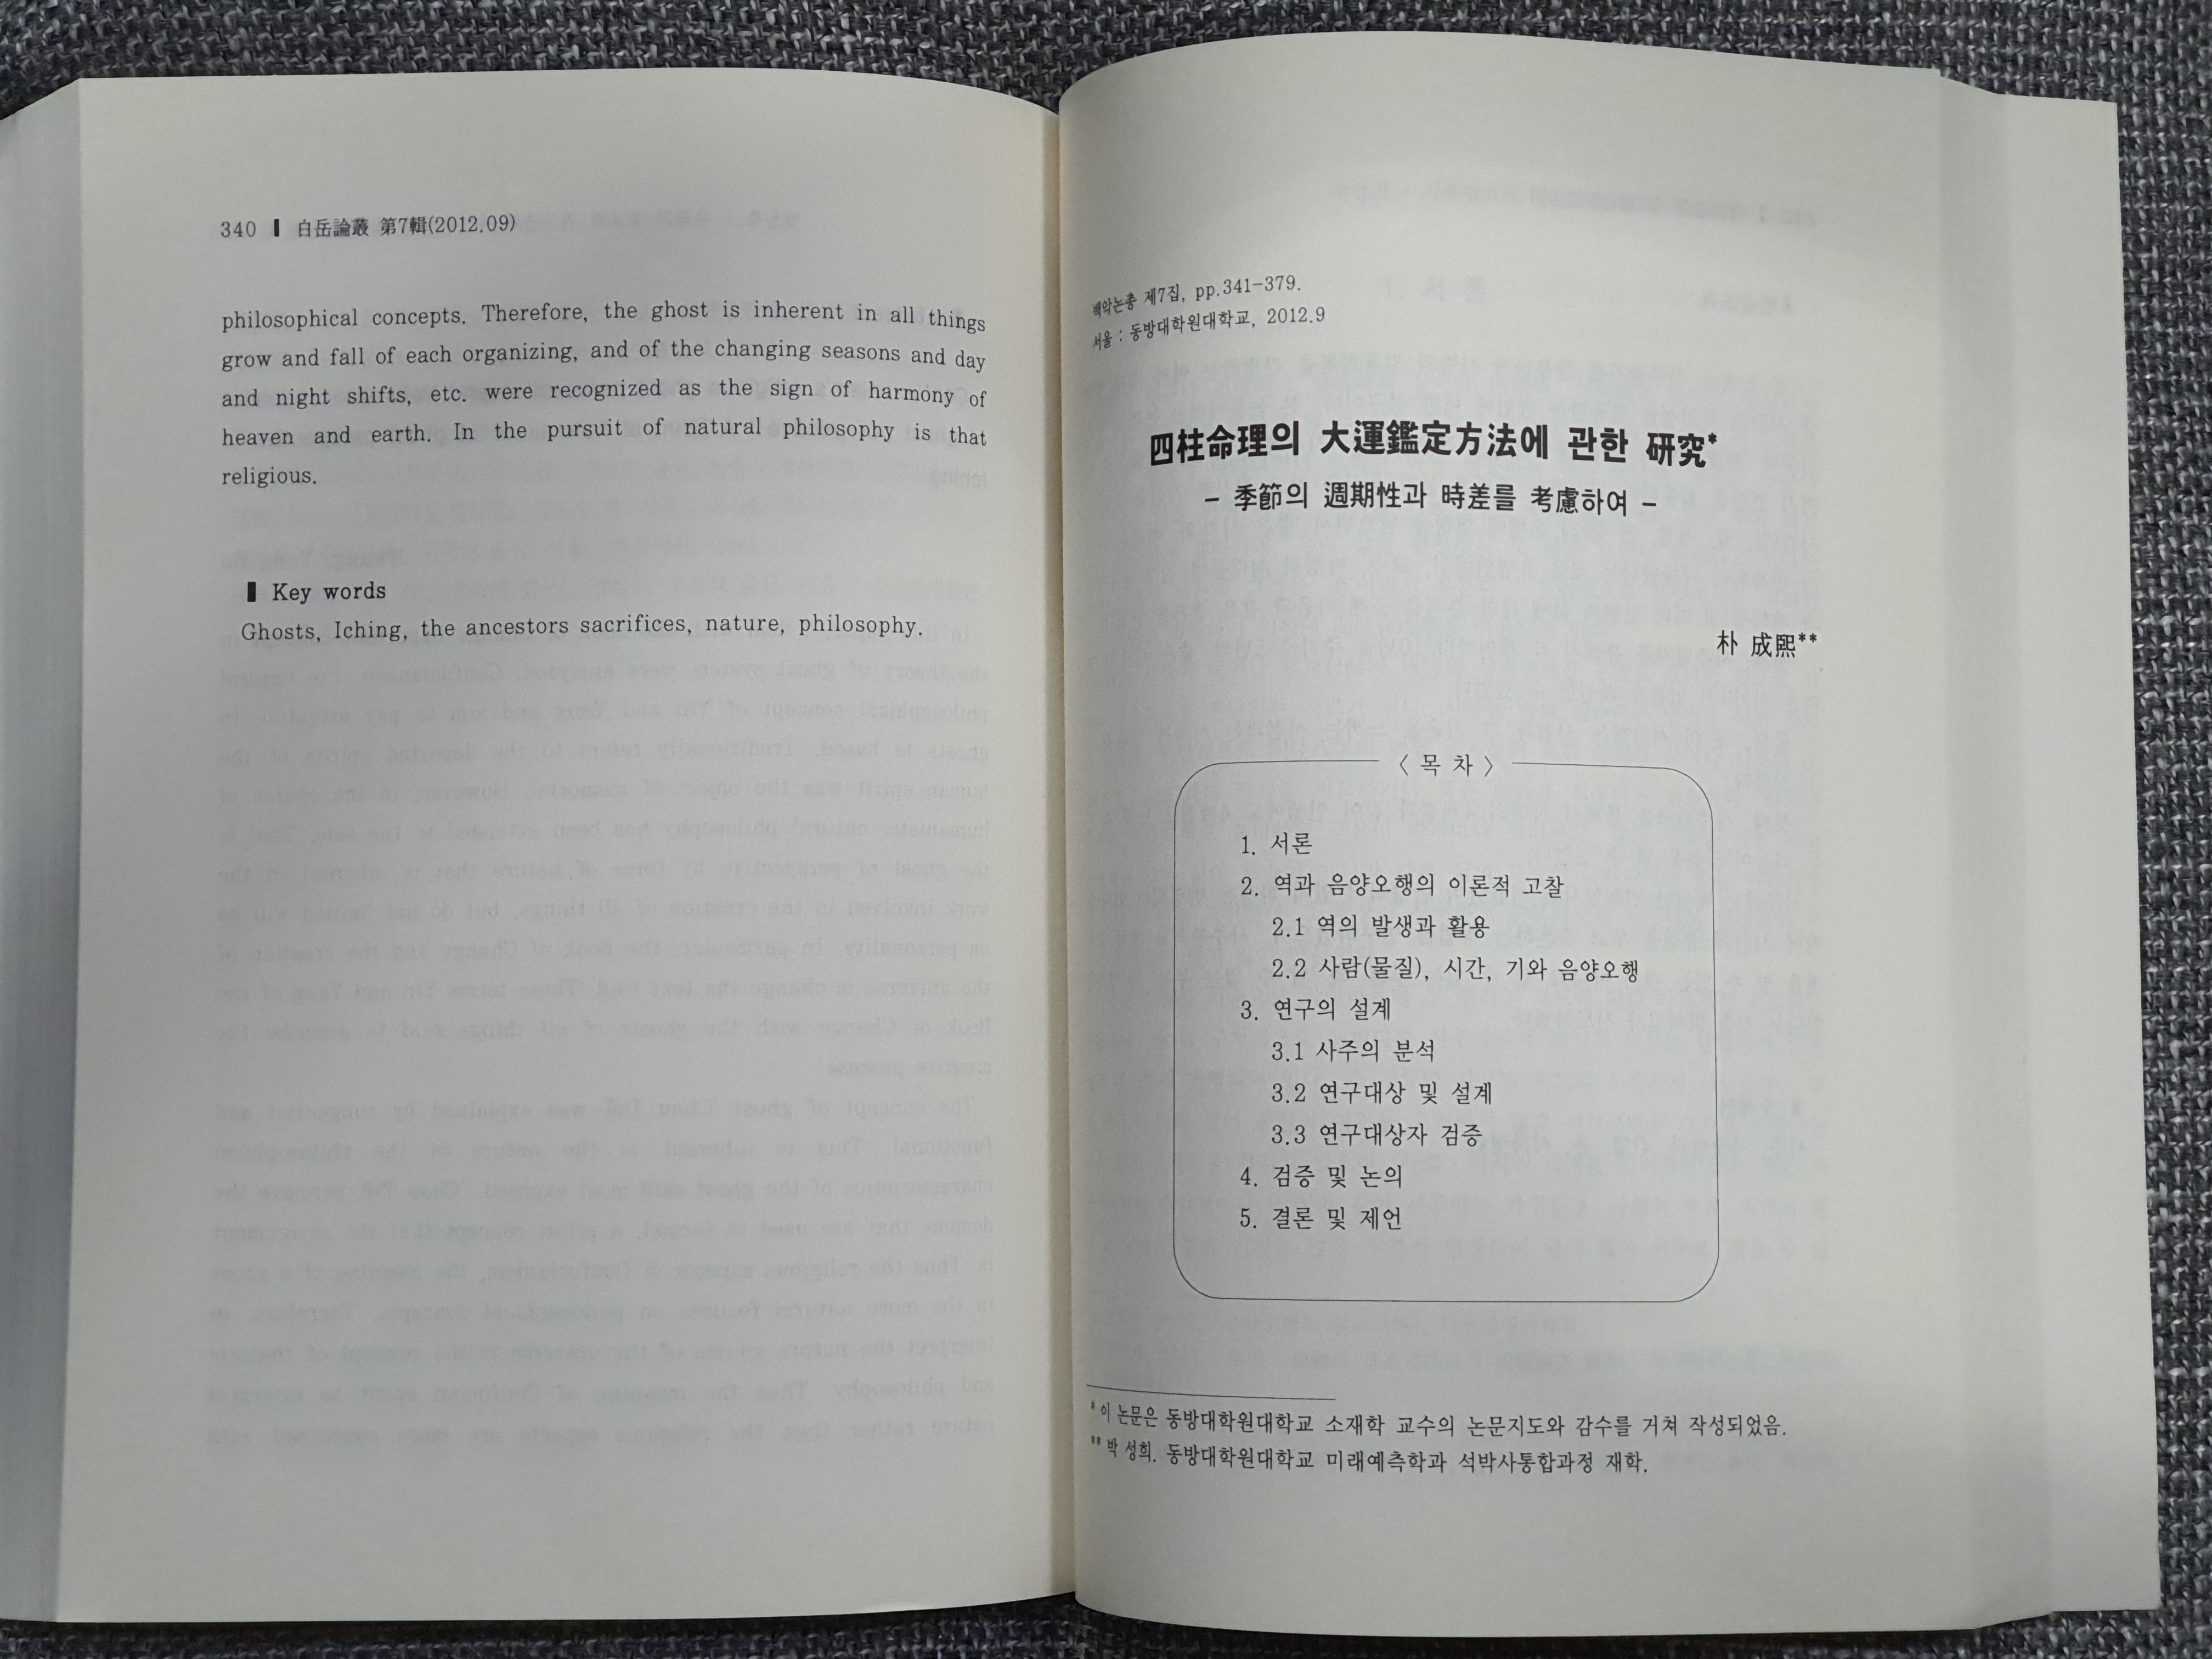 340 ▌ 白岳論叢 第7輯(2012.09)
philosophical concepts. Therefore, the ghost is inherent in all things
grow and fall of each organizing, and of the changing seasons and day
and night shifts, etc. were recognized as the sign of harmony of
heaven and earth. In the pursuit of natural philosophy is that
religious.
▌ Key words
Ghosts, Iching, the ancestors sacrifices, nature, philosophy.
백악논총 제7집, pp.341-379.
서울 : 동방대학원대학교, 2012.9
四柱命理의 大運鑑定方法에 관한 研究*
- 季節의 週期性과 時差를 考慮하여 -
朴 成熙**
〈 목 차 〉
1. 서론
2. 역과 음양오행의 이론적 고찰
2.1 역의 발생과 활용
2.2 사람(물질), 시간, 기와 음양오행
3. 연구의 설계
3.1 사주의 분석
3.2 연구대상 및 설계
3.3 연구대상자 검증
4. 검증 및 논의
5. 결론 및 제언
* 이 논문은 동방대학원대학교 소재학 교수의 논문지도와 감수를 거쳐 작성되었음.
** 박 성희. 동방대학원대학교 미래예측학과 석박사통합과정 재학.